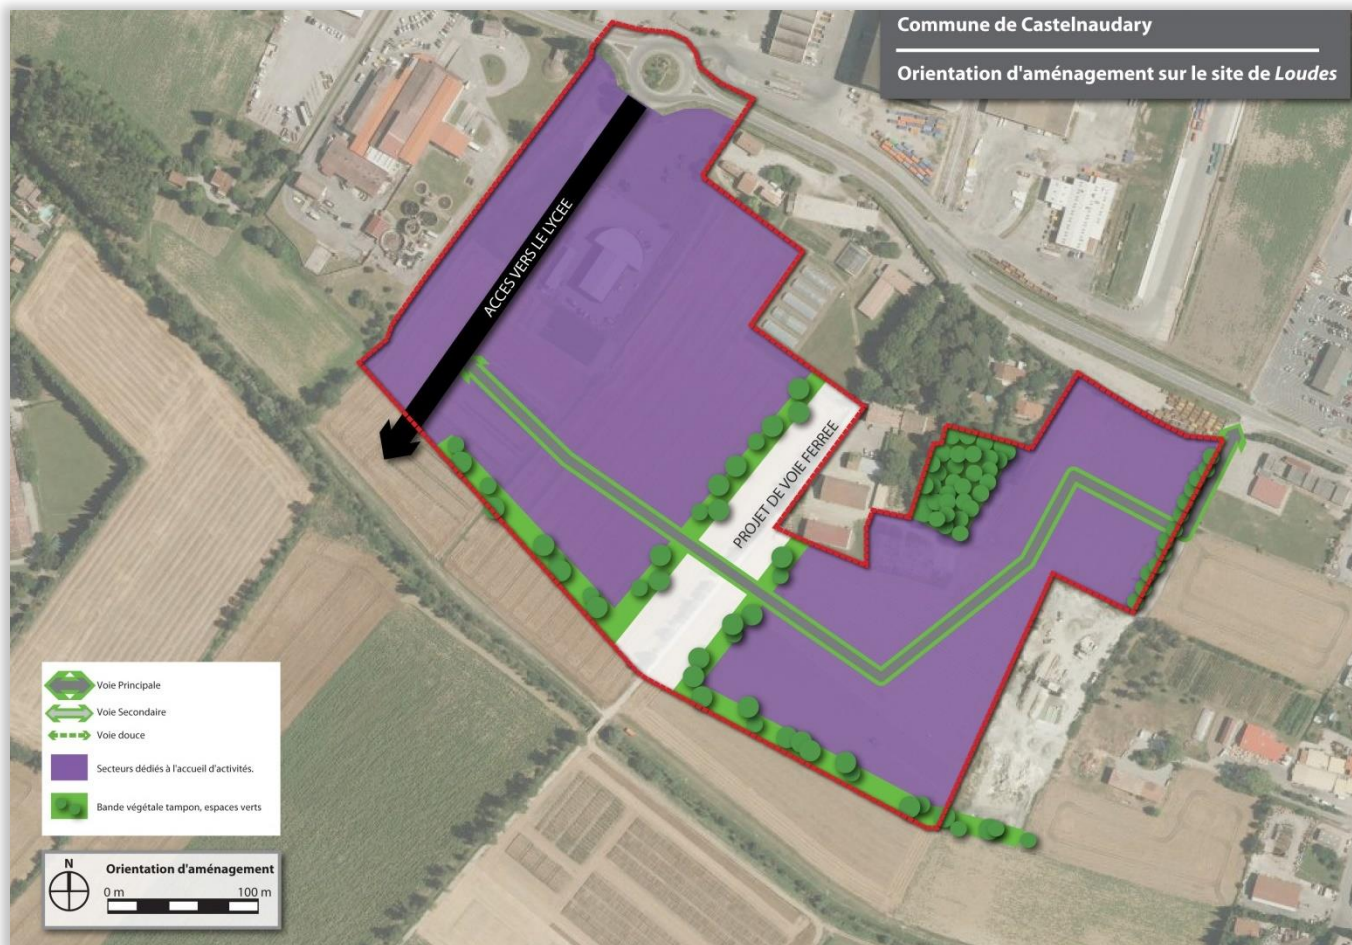 Commune de Castelnaudary
Orientation d'aménagement sur le site de Loudes
ACCES VERS LE LYCEE
PROJET DE VOIE FERREE
Voie Principale
Voie Secondaire
Voie douce
Secteurs dédiés à l'accueil d'activités.
Bande végétale tampon, espaces verts
N
Orientation d'aménagement
0 m 100 m